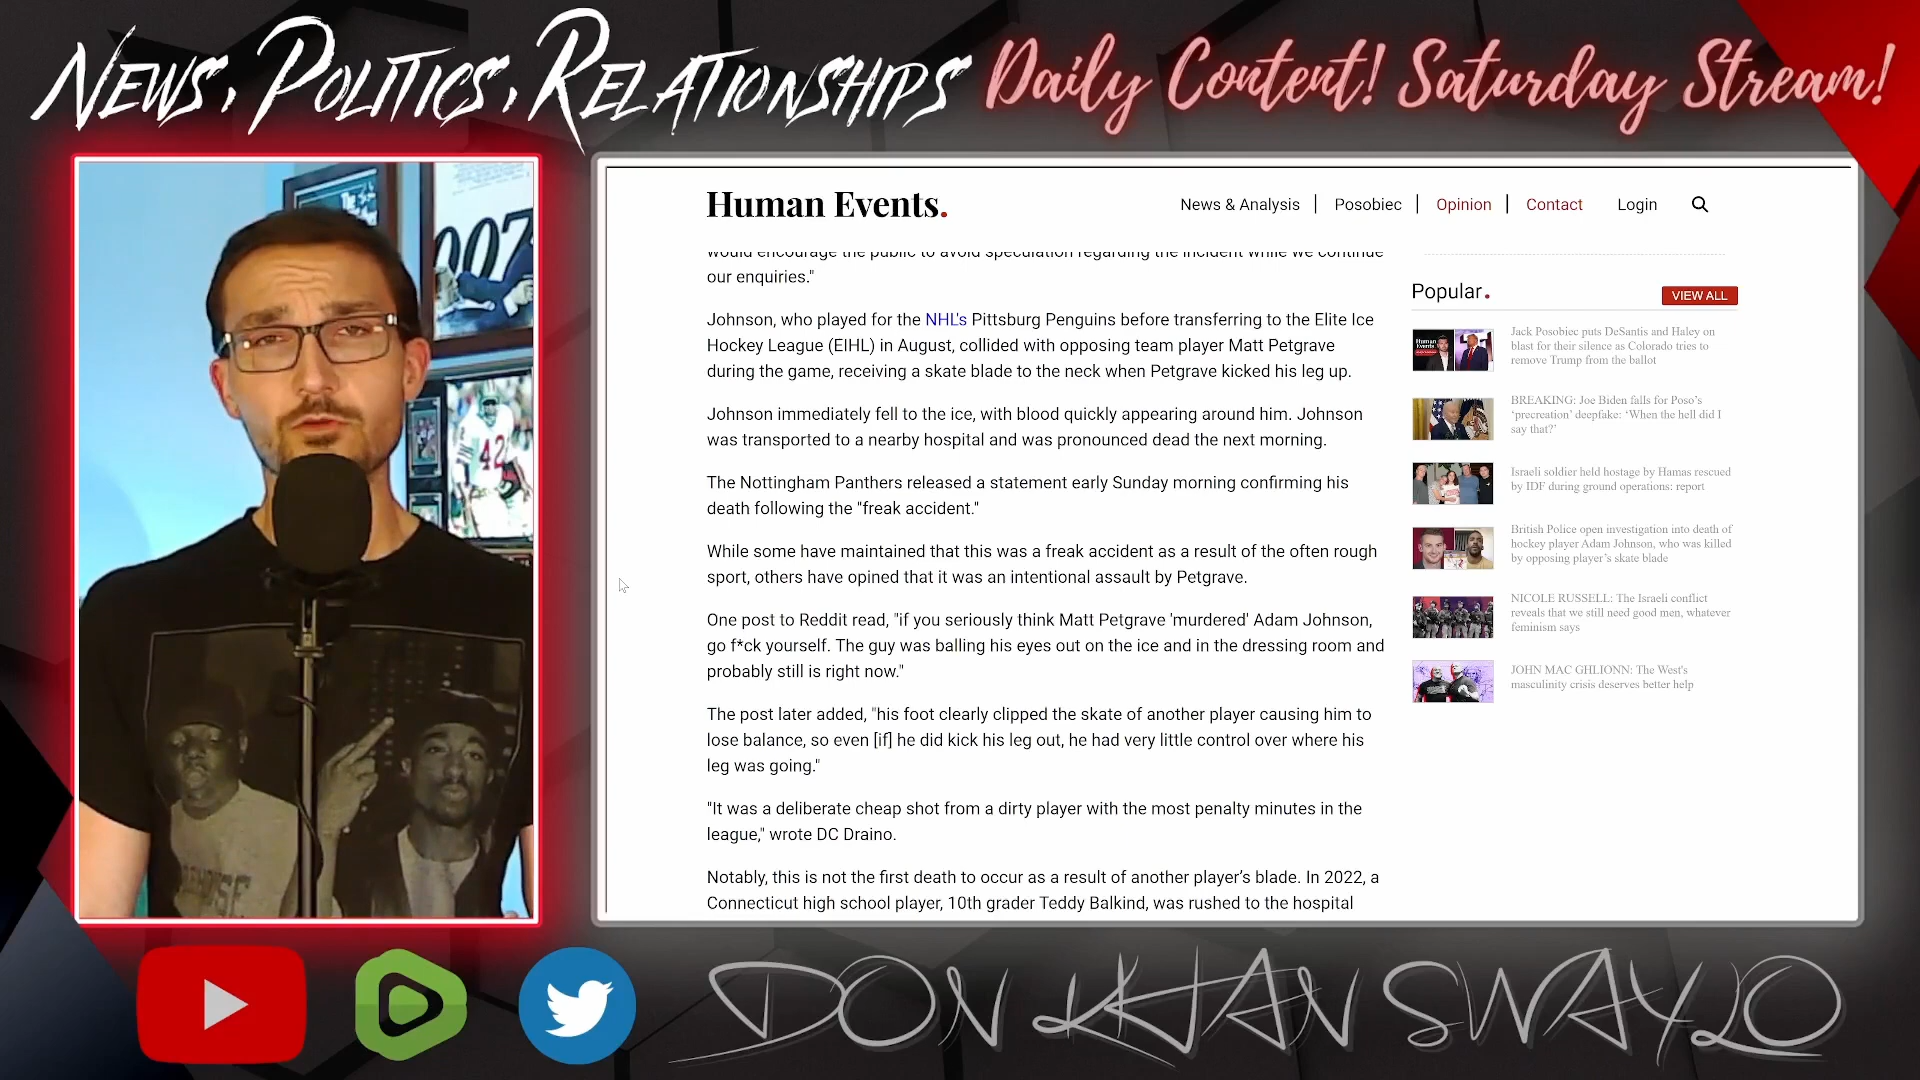 NEWS, POLITICS, RELATIONSHIPS Daily Content! Saturday Stream!
007
42
Human Events.
News & Analysis | Posobiec | Opinion | Contact Login
would encourage the public to avoid speculation regarding the incident while we continue
our enquiries."
Johnson, who played for the NHL's Pittsburg Penguins before transferring to the Elite Ice
Hockey League (EIHL) in August, collided with opposing team player Matt Petgrave
during the game, receiving a skate blade to the neck when Petgrave kicked his leg up.
Johnson immediately fell to the ice, with blood quickly appearing around him. Johnson
was transported to a nearby hospital and was pronounced dead the next morning.
The Nottingham Panthers released a statement early Sunday morning confirming his
death following the "freak accident."
While some have maintained that this was a freak accident as a result of the often rough
sport, others have opined that it was an intentional assault by Petgrave.
One post to Reddit read, "if you seriously think Matt Petgrave 'murdered' Adam Johnson,
go f*ck yourself. The guy was balling his eyes out on the ice and in the dressing room and
probably still is right now."
The post later added, "his foot clearly clipped the skate of another player causing him to
lose balance, so even [if] he did kick his leg out, he had very little control over where his
leg was going."
"It was a deliberate cheap shot from a dirty player with the most penalty minutes in the
league," wrote DC Draino.
Notably, this is not the first death to occur as a result of another player’s blade. In 2022, a
Connecticut high school player, 10th grader Teddy Balkind, was rushed to the hospital
Popular.
VIEW ALL
Jack Posobiec puts DeSantis and Haley on
blast for their silence as Colorado tries to
remove Trump from the ballot
BREAKING: Joe Biden falls for Poso’s
‘precreation’ deepfake: ‘When the hell did I
say that?’
Israeli soldier held hostage by Hamas rescued
by IDF during ground operations: report
British Police open investigation into death of
hockey player Adam Johnson, who was killed
by opposing player’s skate blade
NICOLE RUSSELL: The Israeli conflict
reveals that we still need good men, whatever
feminism says
JOHN MAC GHLIONN: The West's
masculinity crisis deserves better help
DON KHAN SWAYLO